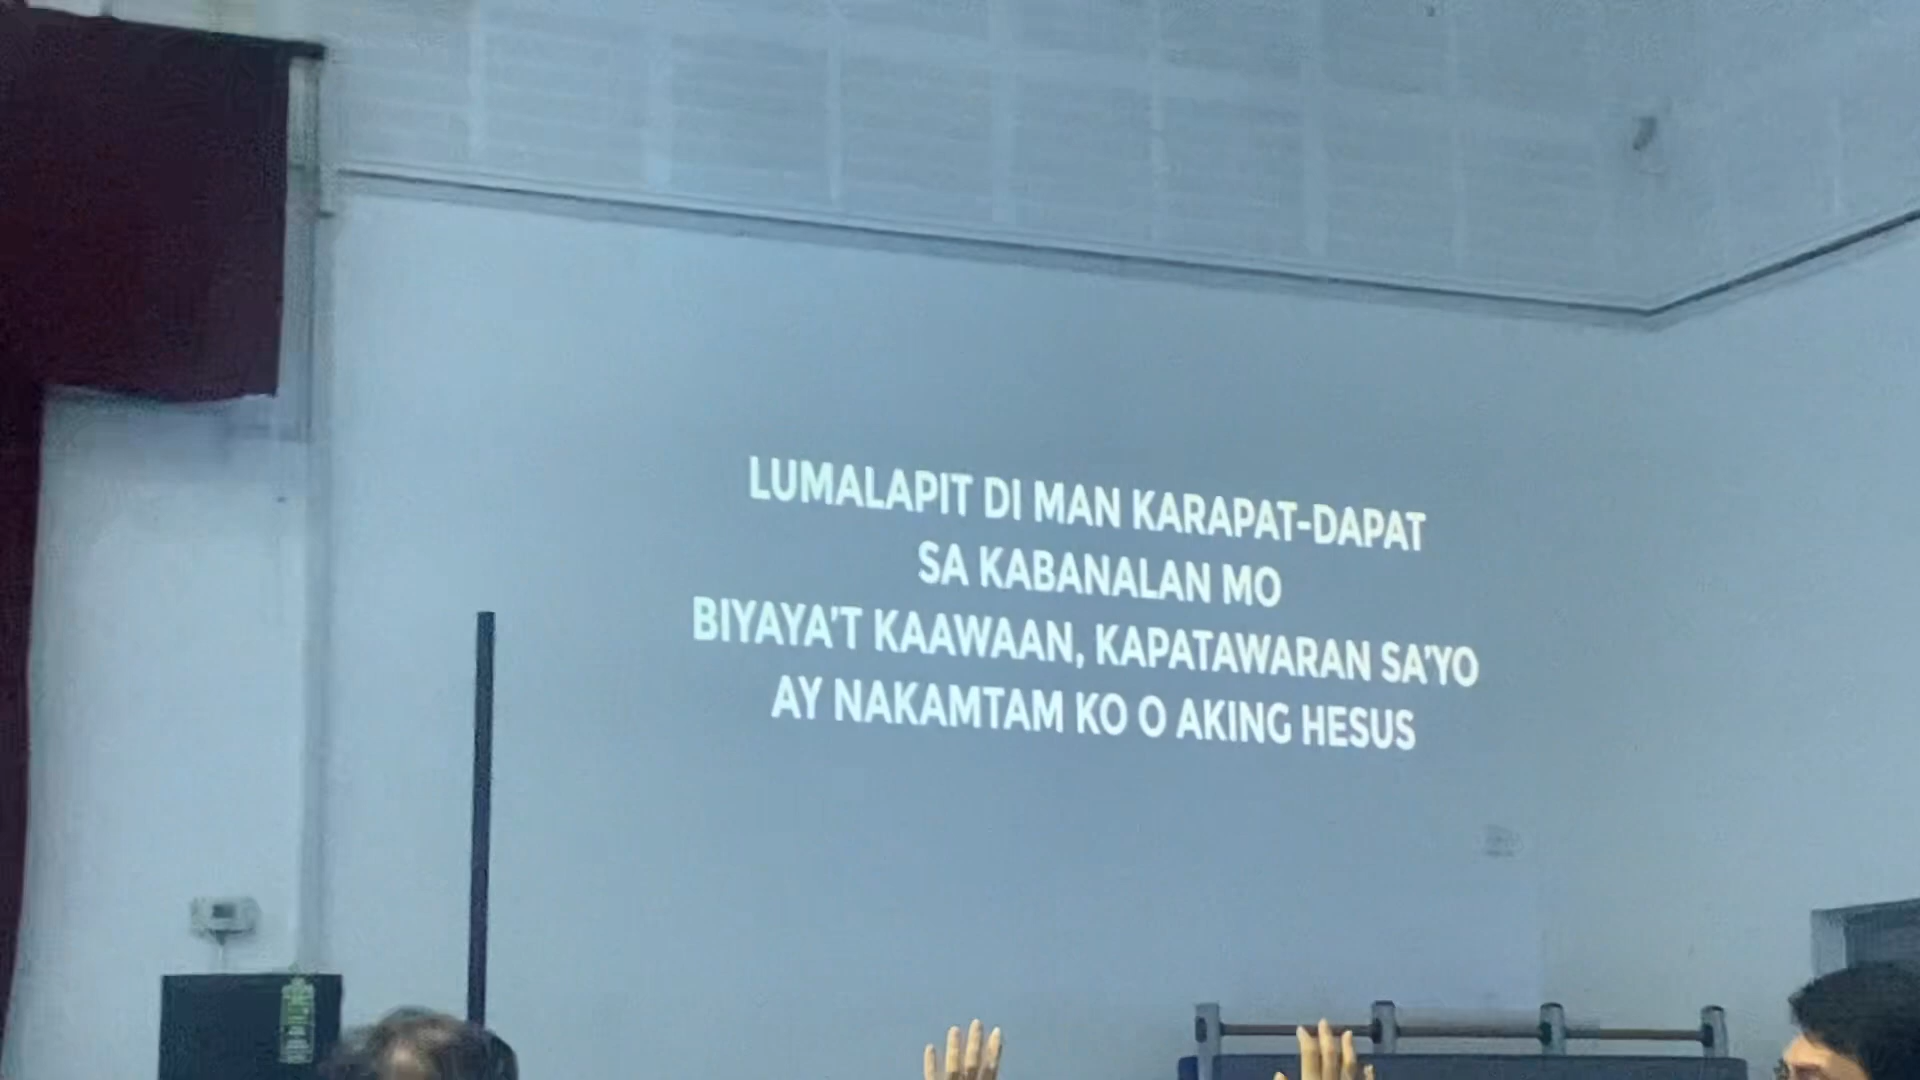 LUMALAPIT DI MAN KARAPAT-DAPAT
SA KABANALAN MO
BIYAYA'T KAAWAAN, KAPATAWARAN SA'YO
AY NAKAMTAM KO O AKING HESUS